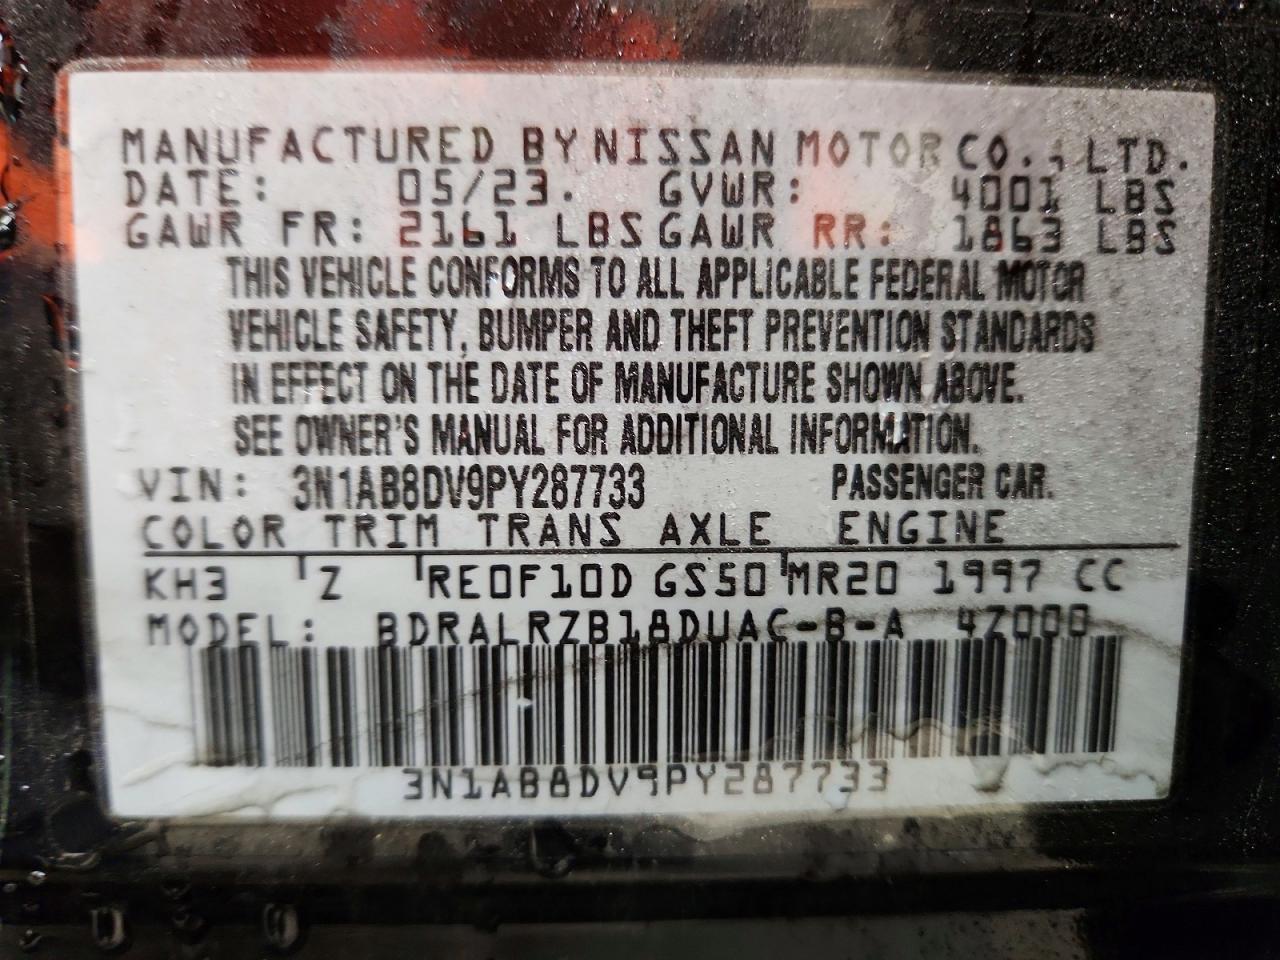 MANUFACTURED BY NISSAN MOTOR CO., LTD.
DATE: 05/23. GVWR: 4001 LBS
GAWR FR: 2161 LBS GAWR RR: 1863 LBS
THIS VEHICLE CONFORMS TO ALL APPLICABLE FEDERAL MOTOR
VEHICLE SAFETY, BUMPER AND THEFT PREVENTION STANDARDS
IN EFFECT ON THE DATE OF MANUFACTURE SHOWN ABOVE.
SEE OWNER'S MANUAL FOR ADDITIONAL INFORMATION.
VIN: 3N1AB8DV9PY287733 PASSENGER CAR.
COLOR TRIM TRANS AXLE ENGINE
KH3 Z RE0F10D GS50 MR20 1997 CC
MODEL: BDRALRZB18DUAC-B-A 4Z000
3N1AB8DV9PY287733